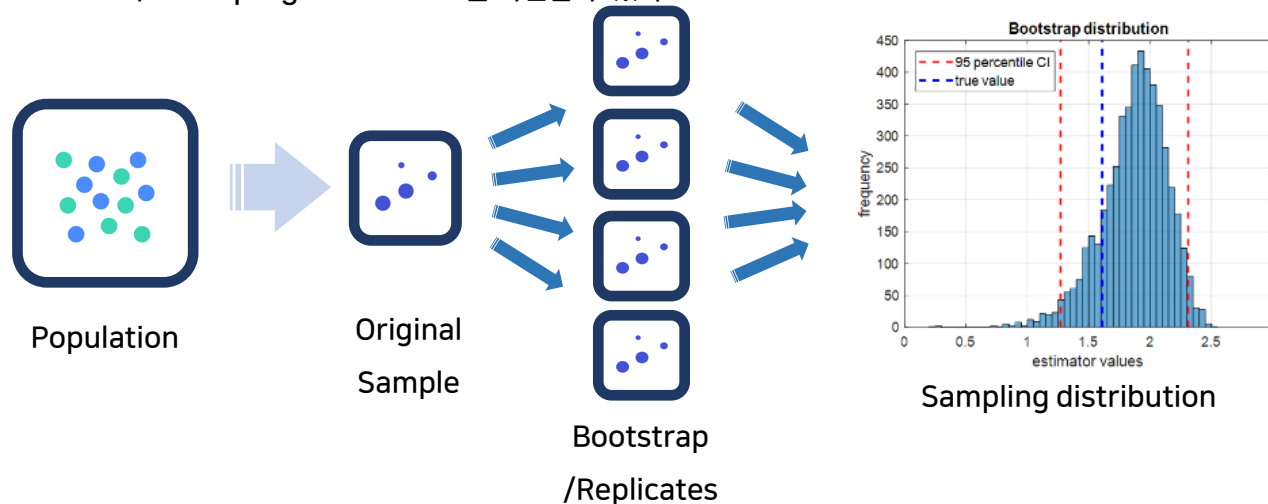 Bootstrap distribution
450
400
350
300
250
200
150
100
50
0
frequency
95 percentile CI
true value
0 0.5 1 1.5 2 2.5
estimator values
Population
Original
Sample
Bootstrap
/Replicates
Sampling distribution